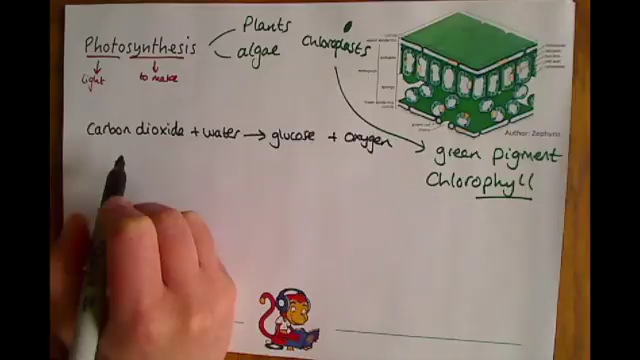 Photosynthesis
light
to make
Plants
algae
Chloroplasts
Author: Zephyris
Carbon dioxide + water → glucose + oxygen
green pigment
Chlorophyll